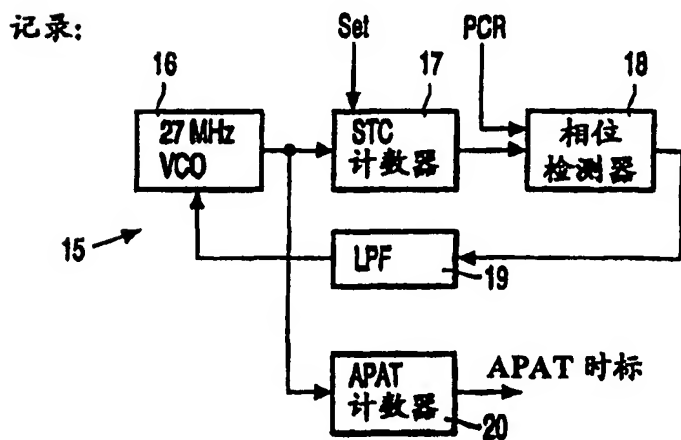 记录:
Set
PCR
16
17
18
27 MHz
VCO
STC
计数器
相位
检测器
15
LPF
19
APAT
计数器
APAT 时标
20